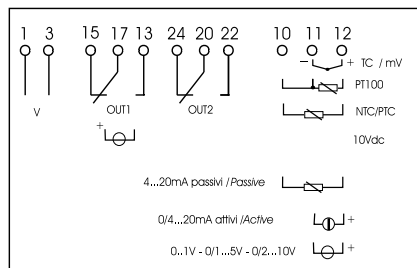 1 3 15 17 13 24 20 22 10 11 12
− + TC / mV
PT100
V OUT1 OUT2 NTC/PTC
+
10Vdc
4...20mA passivi /Passive
0/4...20mA attivi /Active +
0..1V - 0/1...5V - 0/2...10V +